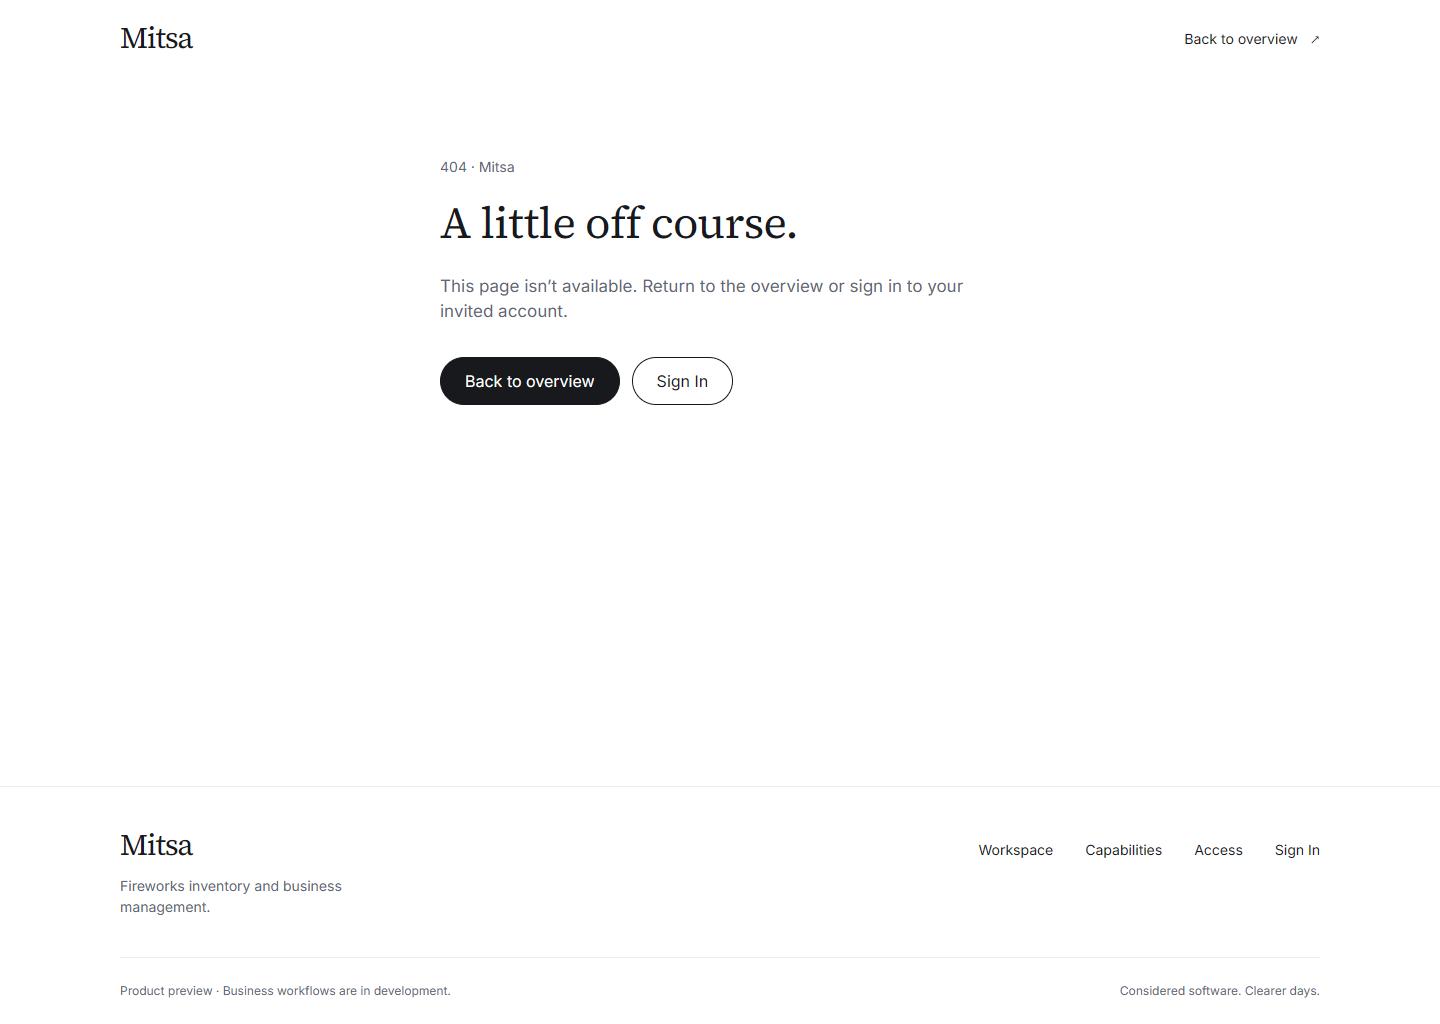 Mitsa
Back to overview ↗
404 · Mitsa
A little off course.
This page isn’t available. Return to the overview or sign in to your
invited account.
Back to overview
Sign In
Mitsa
Workspace
Capabilities
Access
Sign In
Fireworks inventory and business
management.
Product preview · Business workflows are in development.
Considered software. Clearer days.